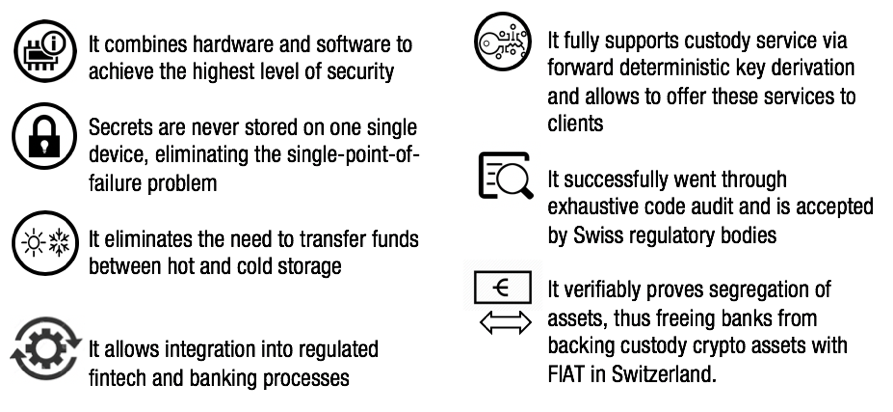 It combines hardware and software to
achieve the highest level of security
Secrets are never stored on one single
device, eliminating the single-point-of-
failure problem
It eliminates the need to transfer funds
between hot and cold storage
It allows integration into regulated
fintech and banking processes
It fully supports custody service via
forward deterministic key derivation
and allows to offer these services to
clients
It successfully went through
exhaustive code audit and is accepted
by Swiss regulatory bodies
€
It verifiably proves segregation of
assets, thus freeing banks from
backing custody crypto assets with
FIAT in Switzerland.